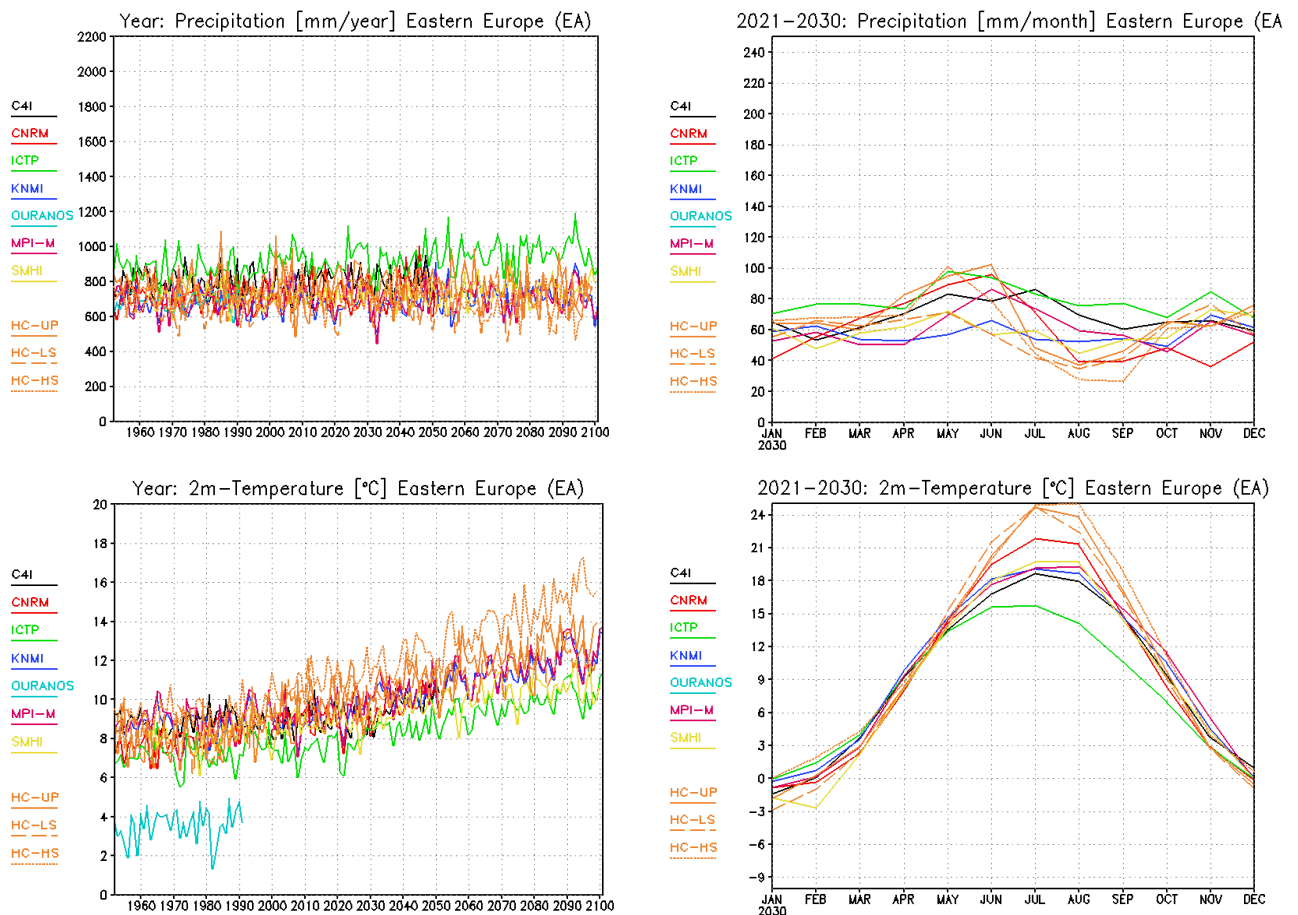 Year: Precipitation [mm/year] Eastern Europe (EA)
2200
2000
1800
1600
1400
1200
1000
800
600
400
200
0
1960 1970 1980 1990 2000 2010 2020 2030 2040 2050 2060 2070 2080 2090 2100
C4I
CNRM
ICTP
KNMI
OURANOS
MPI-M
SMHI
HC-UP
HC-LS
HC-HS
2021-2030: Precipitation [mm/month] Eastern Europe (EA
240
220
200
180
160
140
120
100
80
60
40
20
0
JAN FEB MAR APR MAY JUN JUL AUG SEP OCT NOV DEC
2030
C4I
CNRM
ICTP
KNMI
OURANOS
MPI-M
SMHI
HC-UP
HC-LS
HC-HS
Year: 2m-Temperature [°C] Eastern Europe (EA)
20
18
16
14
12
10
8
6
4
2
0
1960 1970 1980 1990 2000 2010 2020 2030 2040 2050 2060 2070 2080 2090 2100
C4I
CNRM
ICTP
KNMI
OURANOS
MPI-M
SMHI
HC-UP
HC-LS
HC-HS
2021-2030: 2m-Temperature [°C] Eastern Europe (EA)
24
21
18
15
12
9
6
3
0
-3
-6
-9
JAN FEB MAR APR MAY JUN JUL AUG SEP OCT NOV DEC
2030
C4I
CNRM
ICTP
KNMI
OURANOS
MPI-M
SMHI
HC-UP
HC-LS
HC-HS